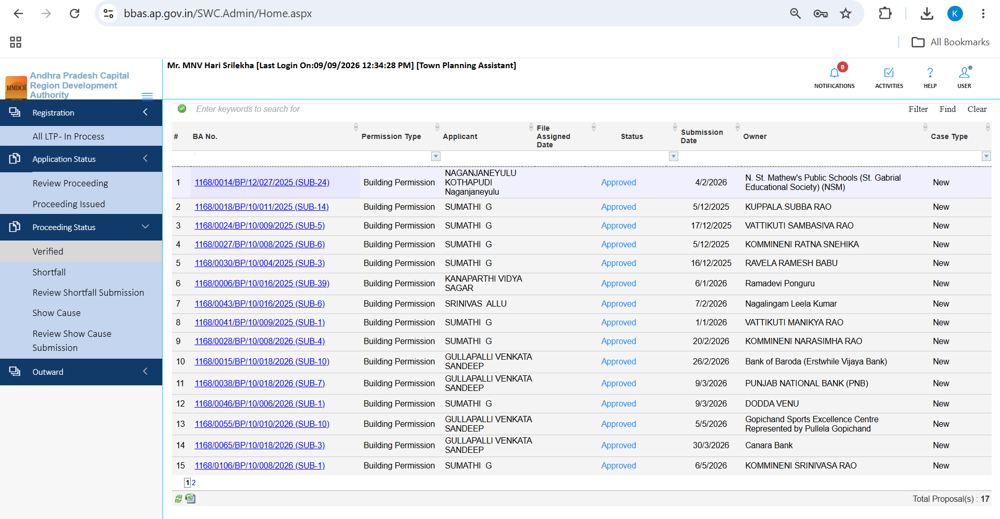 bbas.ap.gov.in/SWC.Admin/Home.aspx
K
All Bookmarks
BIMDCR
Andhra Pradesh Capital
Region Development
Authority
Mr. MNV Hari Srilekha [Last Login On:09/09/2026 12:34:28 PM] [Town Planning Assistant]
0
NOTIFICATIONS
ACTIVITIES
HELP
USER
Registration
All LTP- In Process
Application Status
Review Proceeding
Proceeding Issued
Proceeding Status
Verified
Shortfall
Review Shortfall Submission
Show Cause
Review Show Cause
Submission
Outward
Enter keywords to search for
Filter Find Clear
# BA No. Permission Type Applicant File Assigned Date Status Submission Date Owner Case Type
1 1168/0014/BP/12/027/2025 (SUB-24) Building Permission NAGANJANEYULU KOTHAPUDI Naganjaneyulu Approved 4/2/2026 N. St. Mathew's Public Schools (St. Gabrial Educational Society) (NSM) New
2 1168/0018/BP/10/011/2025 (SUB-14) Building Permission SUMATHI G Approved 5/12/2025 KUPPALA.SUBBA RAO New
3 1168/0024/BP/10/009/2025 (SUB-5) Building Permission SUMATHI G Approved 17/12/2025 VATTIKUTI SAMBASIVA RAO New
4 1168/0027/BP/10/008/2025 (SUB-6) Building Permission SUMATHI G Approved 5/12/2025 KOMMINENI RATNA SNEHIKA New
5 1168/0030/BP/10/004/2025 (SUB-3) Building Permission SUMATHI G Approved 16/12/2025 RAVELA RAMESH BABU New
6 1168/0006/BP/10/016/2025 (SUB-39) Building Permission KANAPARTHI VIDYA SAGAR Approved 6/1/2026 Ramadevi Ponguru New
7 1168/0043/BP/10/016/2025 (SUB-6) Building Permission SRINIVAS ALLU Approved 7/2/2026 Nagalingam Leela Kumar New
8 1168/0041/BP/10/009/2025 (SUB-1) Building Permission SUMATHI G Approved 1/1/2026 VATTIKUTI MANIKYA RAO New
9 1168/0028/BP/10/008/2026 (SUB-4) Building Permission SUMATHI G Approved 20/2/2026 KOMMINENI NARASIMHA RAO New
10 1168/0015/BP/10/018/2026 (SUB-10) Building Permission GULLAPALLI VENKATA SANDEEP Approved 26/2/2026 Bank of Baroda (Erstwhile Vijaya Bank) New
11 1168/0038/BP/10/018/2026 (SUB-7) Building Permission GULLAPALLI VENKATA SANDEEP Approved 9/3/2026 PUNJAB NATIONAL BANK (PNB) New
12 1168/0046/BP/10/006/2026 (SUB-1) Building Permission SUMATHI G Approved 9/3/2026 DODDA VENU New
13 1168/0055/BP/10/010/2026 (SUB-10) Building Permission GULLAPALLI VENKATA SANDEEP Approved 5/5/2026 Gopichand Sports Excellence Centre Represented by Pullela Gopichand New
14 1168/0065/BP/10/018/2026 (SUB-3) Building Permission GULLAPALLI VENKATA SANDEEP Approved 30/3/2026 Canara Bank New
15 1168/0106/BP/10/008/2026 (SUB-1) Building Permission SUMATHI G Approved 6/5/2026 KOMMINENI SRINIVASA RAO New
1 2
Total Proposal(s) : 17